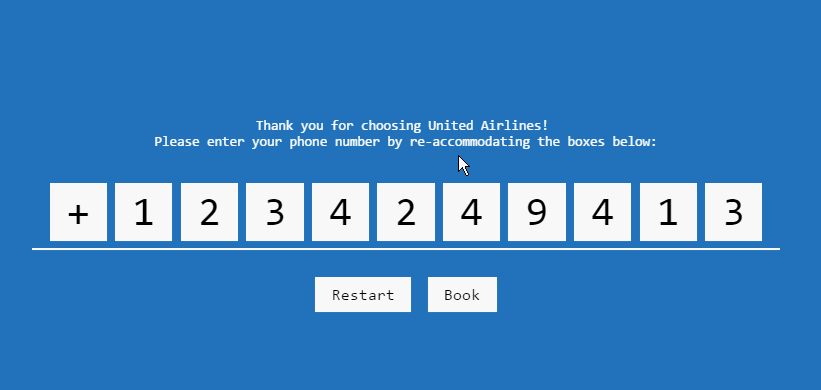 Thank you for choosing United Airlines!
Please enter your phone number by re-accommodating the boxes below:
+ 1 2 3 4 2 4 9 4 1 3
Restart Book